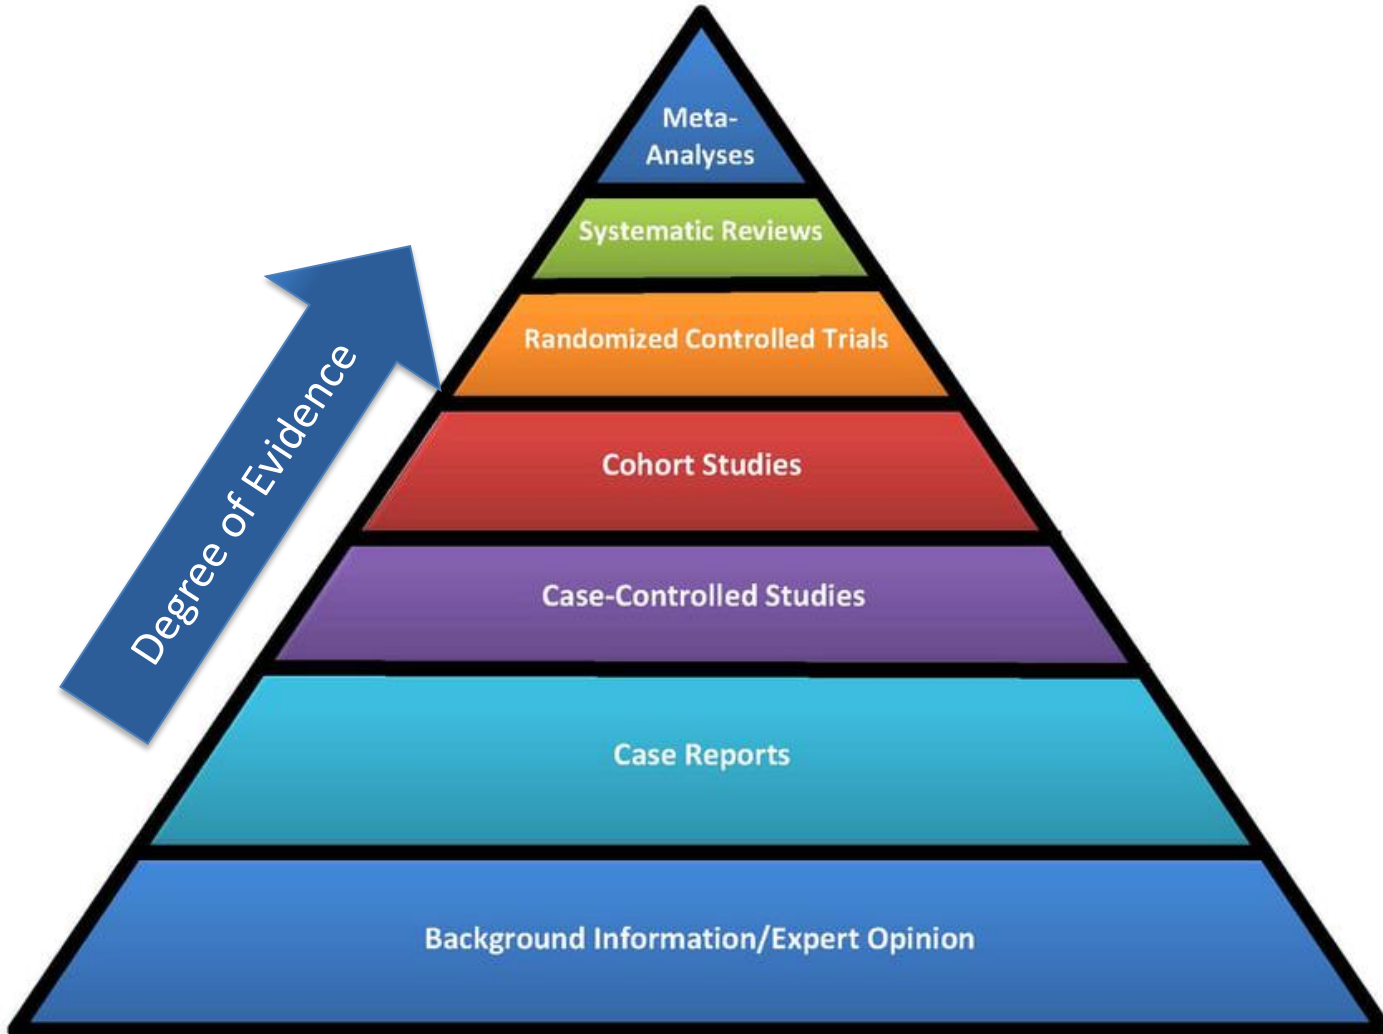 Meta-
Analyses
Systematic Reviews
Randomized Controlled Trials
Degree of Evidence
Cohort Studies
Case-Controlled Studies
Case Reports
Background Information/Expert Opinion